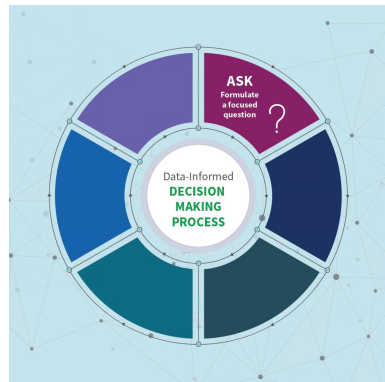 ASK
Formulate
a focused
question
?
Data-Informed
DECISION
MAKING
PROCESS